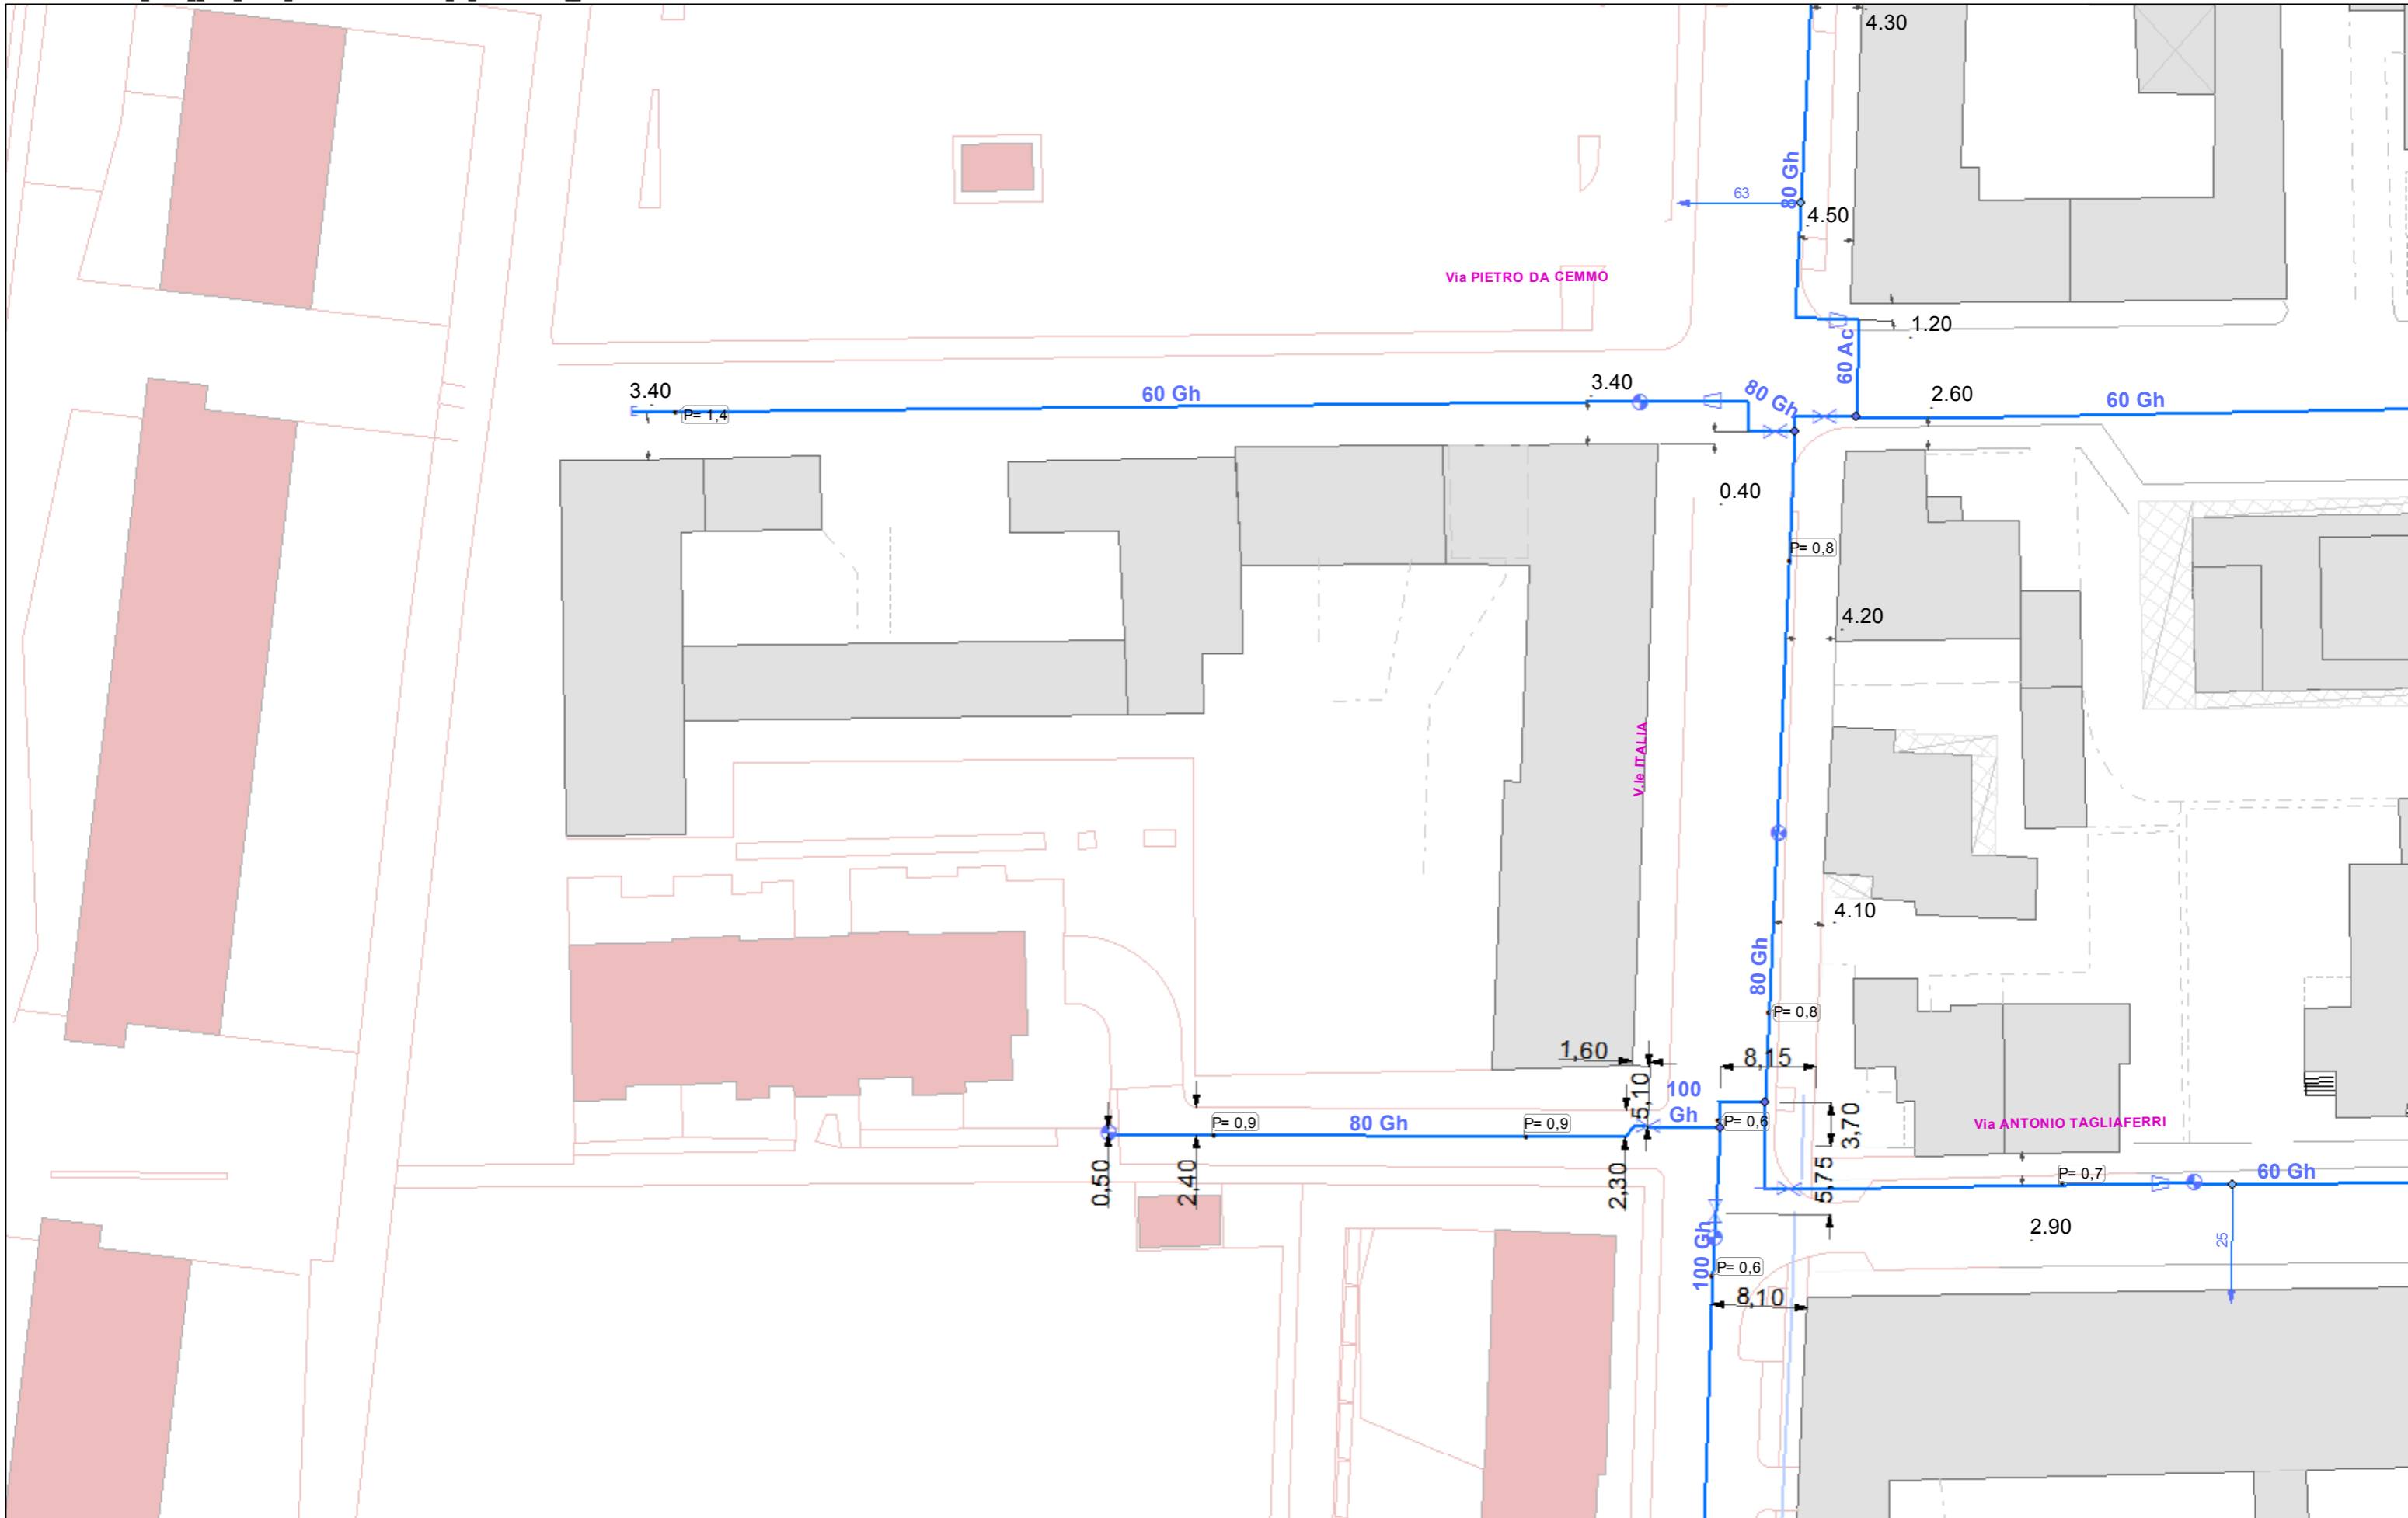 4.30
80 Gh
63
4.50
Via PIETRO DA CEMMO
1.20
60 Ac
3.40
P= 1,4
60 Gh
3.40
80 Gh
2.60
60 Gh
0.40
P= 0,8
4.20
V.le ITALIA
4.10
80 Gh
P= 0,8
1,60
8,15
5,10
100
Gh
P= 0,9
80 Gh
P= 0,9
P= 0,6
3,70
Via ANTONIO TAGLIAFERRI
0,50
2,40
2,30
5,75
P= 0,7
60 Gh
2.90
25
100 Gh
P= 0,6
8,10